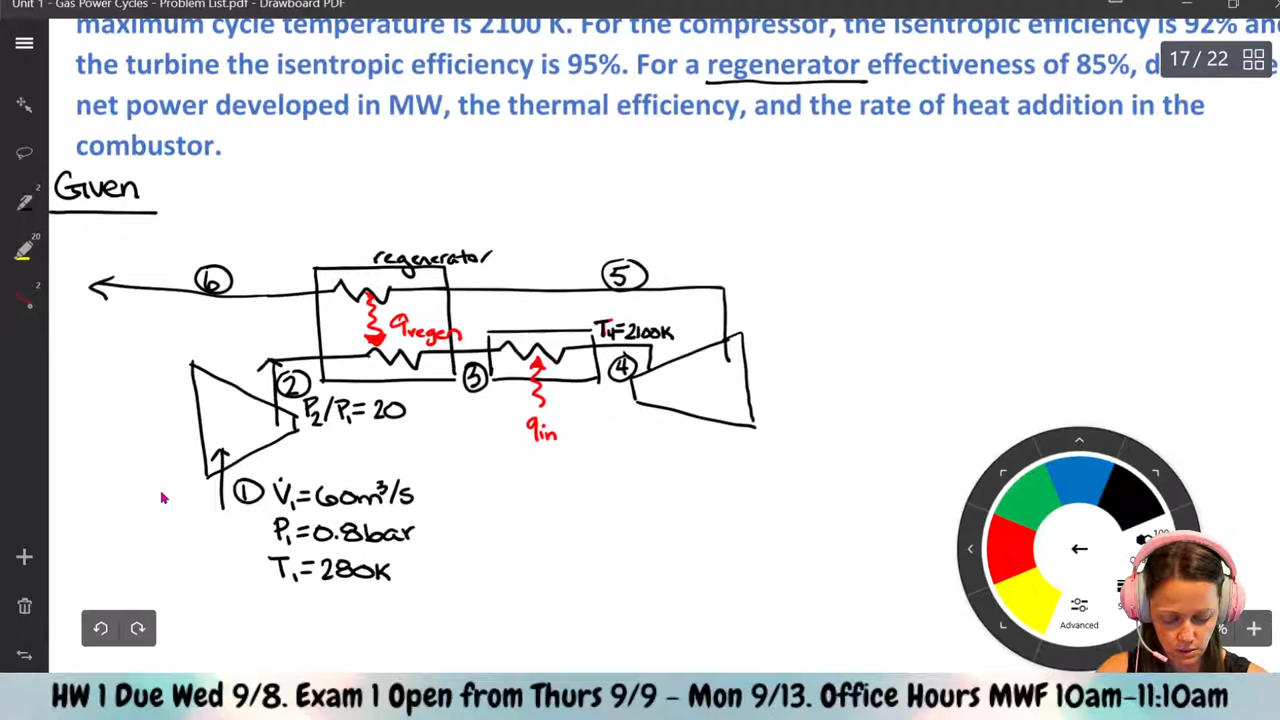 Unit 1 - Gas Power Cycles - Problem List.pdf - Drawboard PDF
maximum cycle temperature is 2100 K. For the compressor, the isentropic efficiency is 92% and
the turbine the isentropic efficiency is 95%. For a regenerator effectiveness of 85%, d
net power developed in MW, the thermal efficiency, and the rate of heat addition in the
combustor.
17 / 22
Given
regenerator
6
5
q regen
T4=2100K
2
3
4
P2/P1=20
qin
1 V̇1=60m³/s
P1=0.8bar
T1=280K
2
20
2
100
Advanced
%
HW 1 Due Wed 9/8. Exam 1 Open from Thurs 9/9 - Mon 9/13. Office Hours MWF 10am-11:10am